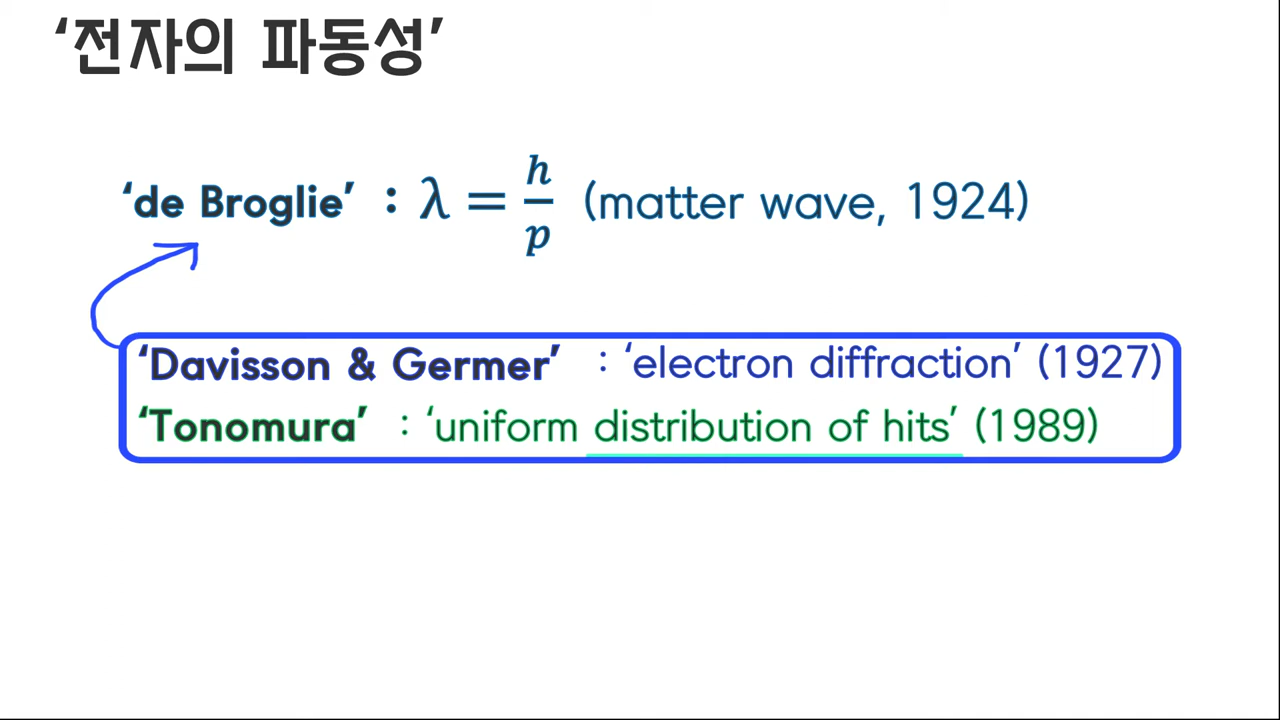 ‘전자의 파동성’
‘de Broglie’ : λ = h/p (matter wave, 1924)
‘Davisson & Germer’ : ‘electron diffraction’ (1927)
‘Tonomura’ : ‘uniform distribution of hits’ (1989)